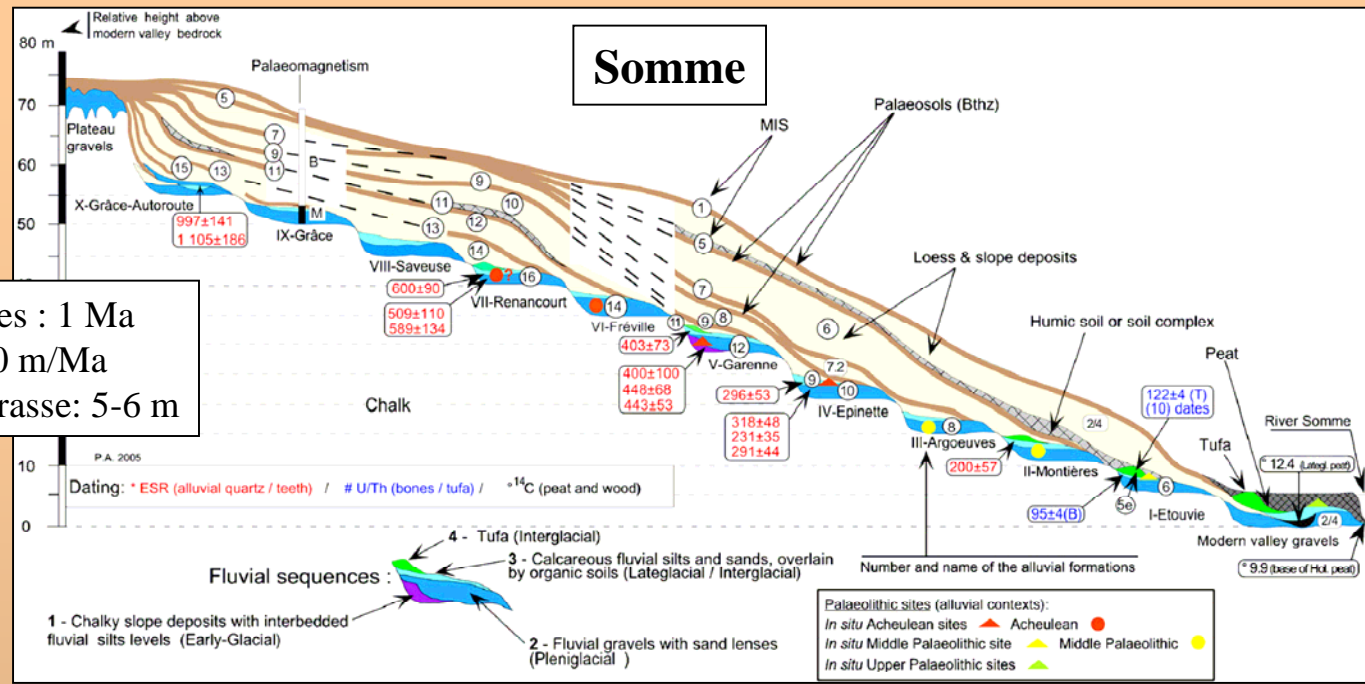 Relative height above
modern valley bedrock
80 m
70
60
50
10
0
Somme
Palaeomagnetism
Plateau
gravels
5
7
9
11
B
15
13
M
X-Grâce-Autoroute
997±141
1 105±186
IX-Grâce
9
11
10
12
13
14
VIII-Saveuse
?
16
600±90
VII-Renancourt
509±110
589±134
14
VI-Fréville
MIS
Palaeosols (Bthz)
1
5
7
6
Loess & slope deposits
Humic soil or soil complex
Peat
11
9
8
12
403±73
V-Garenne
400±100
448±68
443±53
7.2
9
10
296±53
IV-Epinette
318±48
231±35
291±44
8
III-Argoeuves
200±57
II-Montières
2/4
122±4 (T)
(10) dates
River Somme
Tufa
° 12.4 (Lategl. peat)
6
5e
95±4(B)
I-Etouvie
2/4
Modern valley gravels
° 9.9 (base of Hol. peat)
Number and name of the alluvial formations
es : 1 Ma
0 m/Ma
rasse: 5-6 m
Chalk
P.A. 2005
Dating: * ESR (alluvial quartz / teeth) / # U/Th (bones / tufa) / °14C (peat and wood)
Fluvial sequences :
4 - Tufa (Interglacial)
3 - Calcareous fluvial silts and sands, overlain
by organic soils (Lateglacial / Interglacial)
1 - Chalky slope deposits with interbedded
fluvial silts levels (Early-Glacial)
2 - Fluvial gravels with sand lenses
(Pleniglacial )
Palaeolithic sites (alluvial contexts):
In situ Acheulean sites Acheulean
In situ Middle Palaeolithic site Middle Palaeolithic
In situ Upper Palaeolithic sites